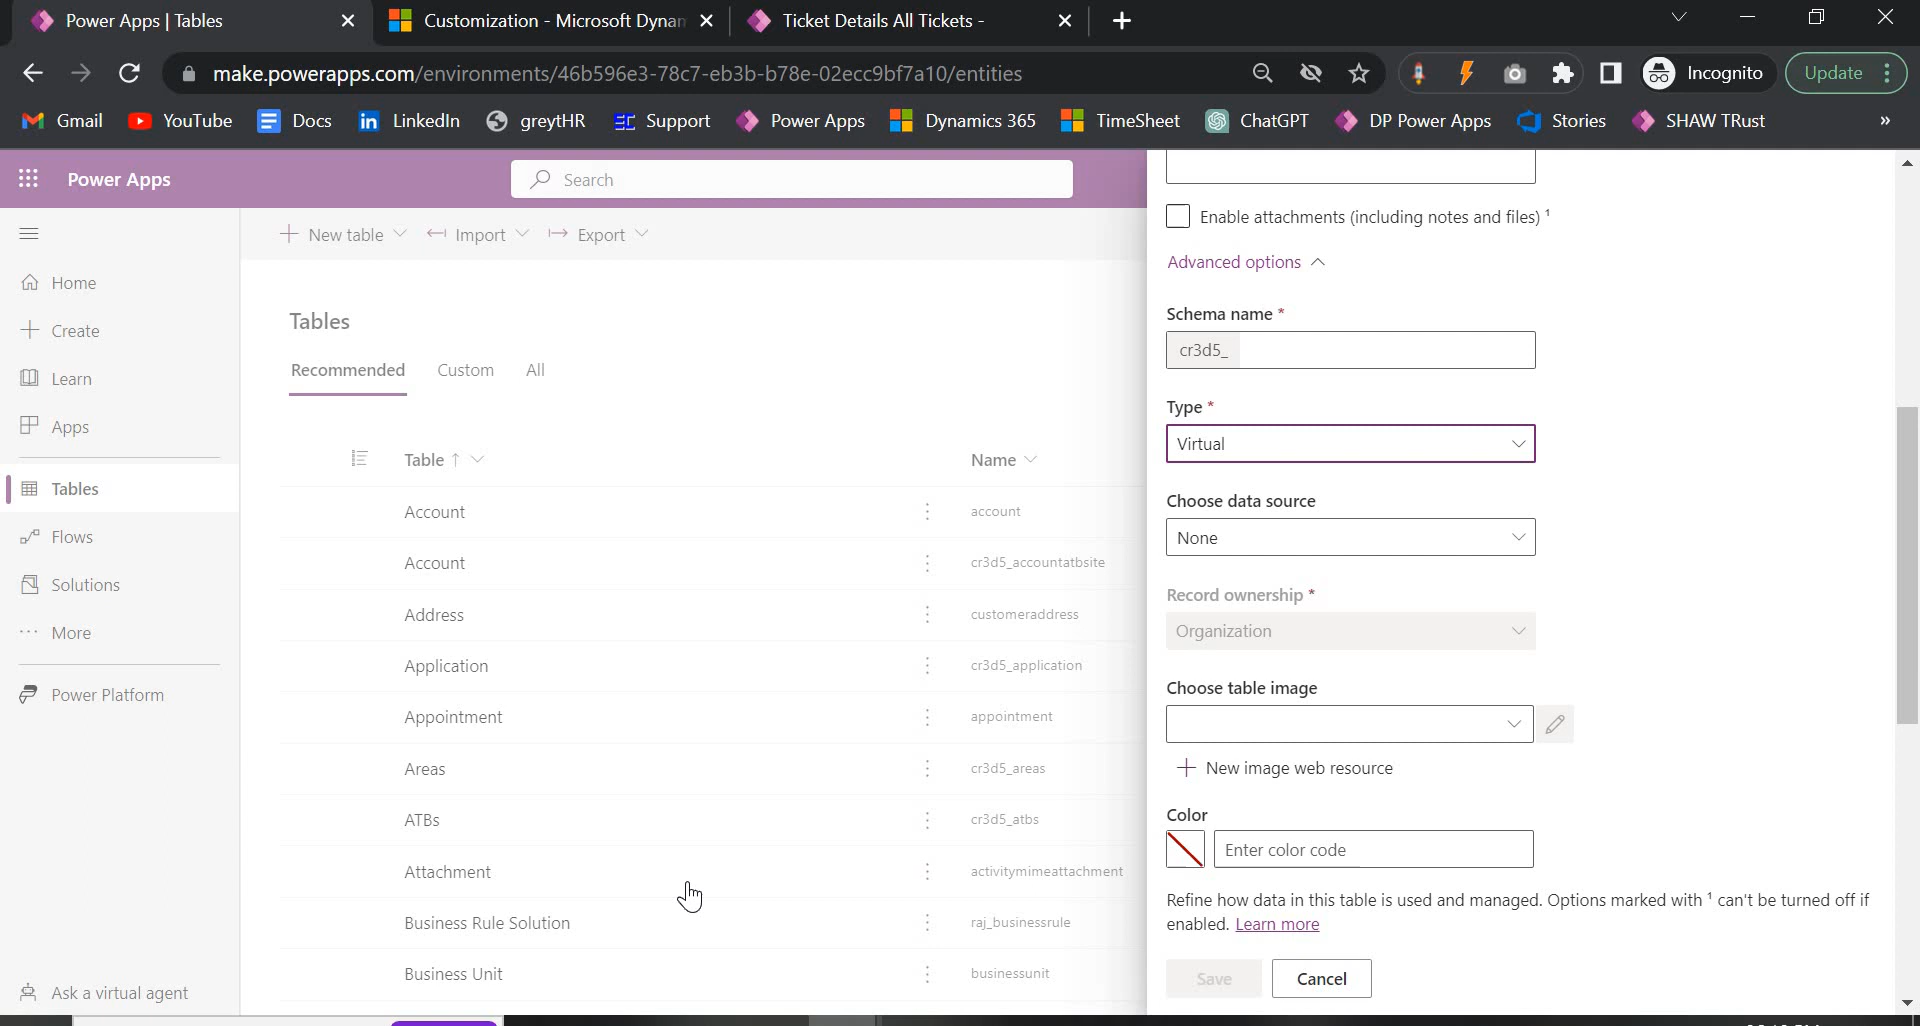 Power Apps | Tables
Customization - Microsoft Dynan
Ticket Details All Tickets -
make.powerapps.com/environments/46b596e3-78c7-eb3b-b78e-02ecc9bf7a10/entities
Incognito
Update
Gmail
YouTube
Docs
LinkedIn
greytHR
Support
Power Apps
Dynamics 365
TimeSheet
ChatGPT
DP Power Apps
Stories
SHAW TRust
»
Power Apps
Search
New table
Import
Export
Home
Create
Learn
Apps
Tables
Flows
Solutions
More
Power Platform
Ask a virtual agent
Tables
Recommended
Custom
All
Table ↑
Name
Account
account
Account
cr3d5_accountatbsite
Address
customeraddress
Application
cr3d5_application
Appointment
appointment
Areas
cr3d5_areas
ATBs
cr3d5_atbs
Attachment
activitymimeattachment
Business Rule Solution
raj_businessrule
Business Unit
businessunit
Enable attachments (including notes and files) ¹
Advanced options
Schema name *
cr3d5_
Type *
Virtual
Choose data source
None
Record ownership *
Organization
Choose table image
New image web resource
Color
Enter color code
Refine how data in this table is used and managed. Options marked with ¹ can't be turned off if
enabled. Learn more
Save
Cancel